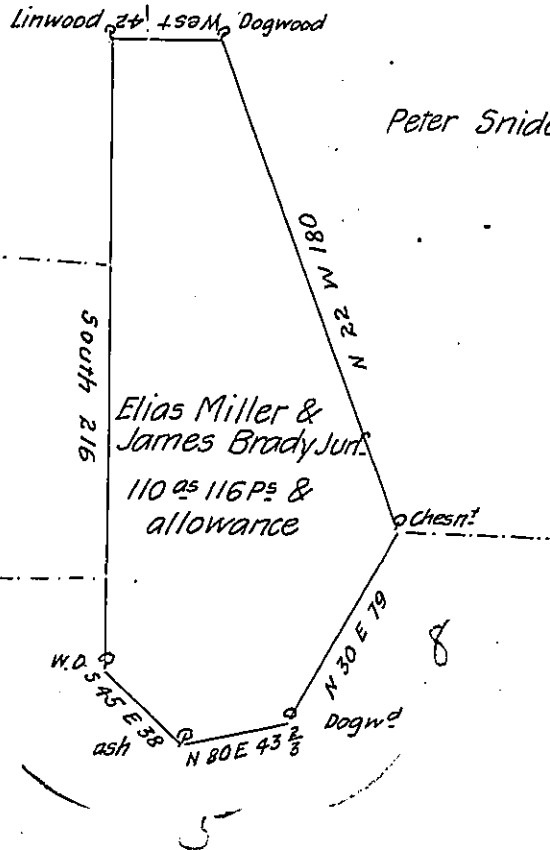 Linwood West 42 Dogwood
Peter Snide
N 22 W 180
South 216
Elias Miller &
James Brady Junr.
110 as 116 Ps &
allowance
Chesnt
N 30 E 79
8
W.O.
S 45 E 38
ash
N 80 E 43 2/3
Dogwd
5